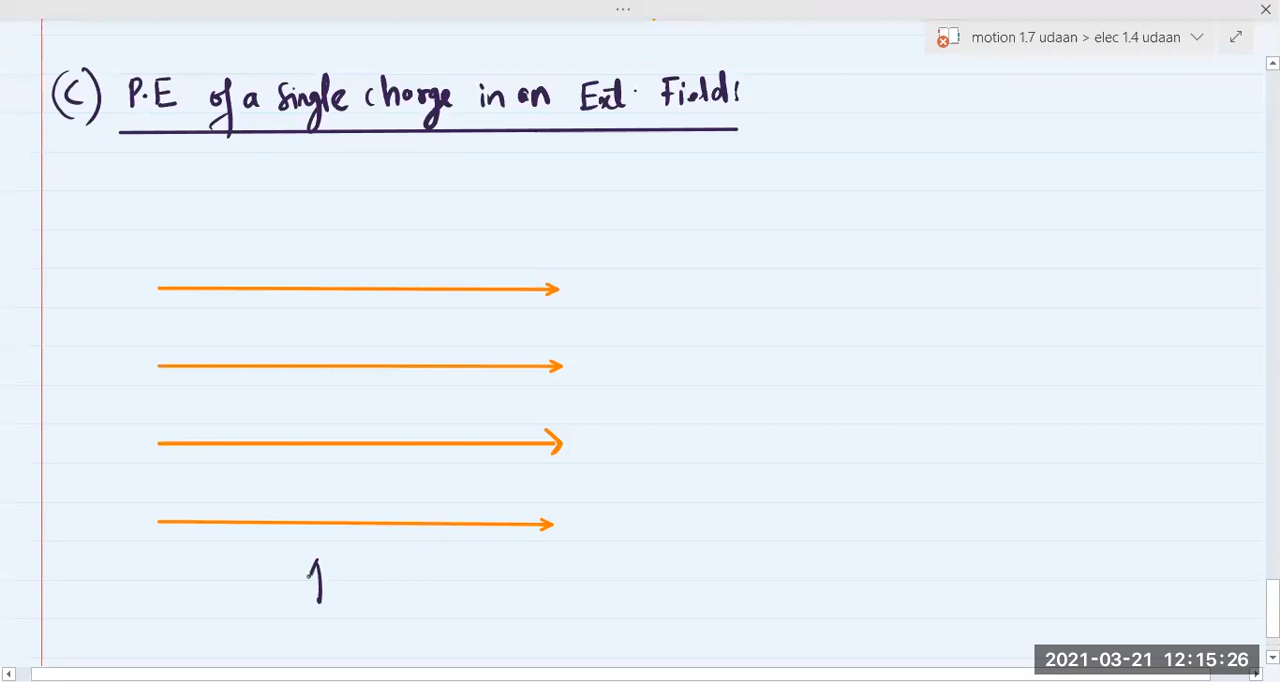 motion 1.7 udaan > elec 1.4 udaan
(C) P.E of a Single charge in an Ext. Field:
2021-03-21 12:15:26